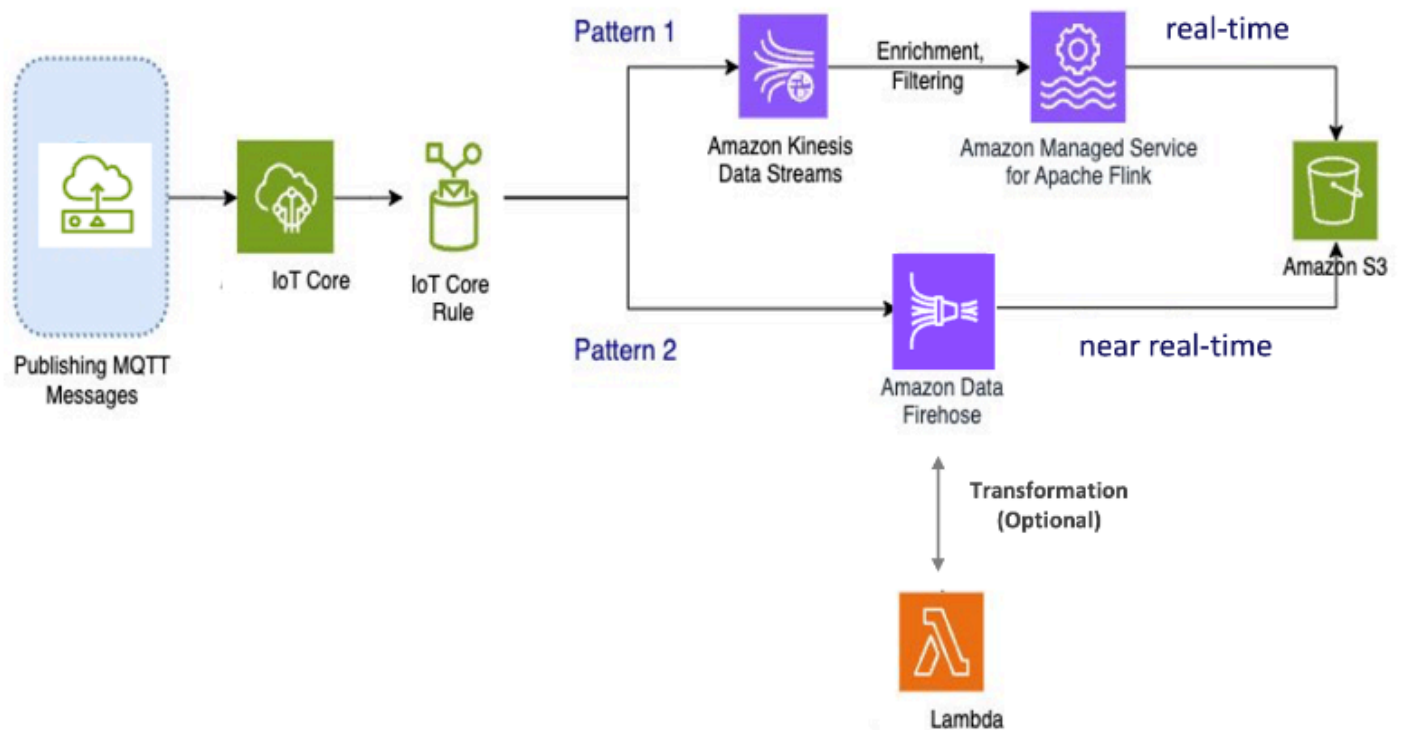 Pattern 1
real-time
Enrichment,
Filtering
Amazon Kinesis
Data Streams
Amazon Managed Service
for Apache Flink
IoT Core
IoT Core
Rule
Amazon S3
Publishing MQTT
Messages
Pattern 2
near real-time
Amazon Data
Firehose
Transformation
(Optional)
Lambda